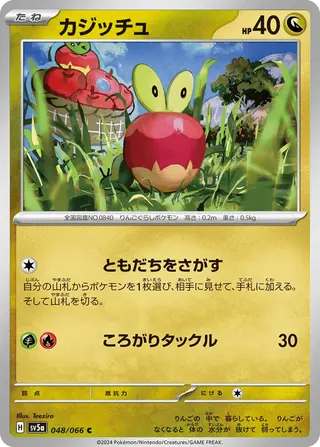 たね
カジッチュ
HP40
全国図鑑NO.0840 りんごぐらしポケモン 高さ:0.2m 重さ:0.5kg
ともだちをさがす
自分の山札からポケモンを1枚選び、相手に見せて、手札に加える。
そして山札を切る。
ころがりタックル 30
弱点 抵抗力 にげる
Illus. Teeziro
H sv5a 048/066 C
りんごの 中で 暮らしている。りんごが
なくなると 体の 水分が 抜けて 弱って しまう。
©2024 Pokémon/Nintendo/Creatures/GAME FREAK.